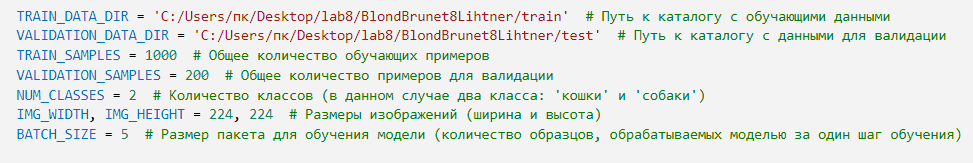 TRAIN_DATA_DIR = 'C:/Users/пк/Desktop/lab8/BlondBrunet8Lihtner/train'  # Путь к каталогу с обучающими данными
VALIDATION_DATA_DIR = 'C:/Users/пк/Desktop/lab8/BlondBrunet8Lihtner/test'  # Путь к каталогу с данными для валидации
TRAIN_SAMPLES = 1000  # Общее количество обучающих примеров
VALIDATION_SAMPLES = 200  # Общее количество примеров для валидации
NUM_CLASSES = 2  # Количество классов (в данном случае два класса: 'кошки' и 'собаки')
IMG_WIDTH, IMG_HEIGHT = 224, 224  # Размеры изображений (ширина и высота)
BATCH_SIZE = 5  # Размер пакета для обучения модели (количество образцов, обрабатываемых моделью за один шаг обучения)